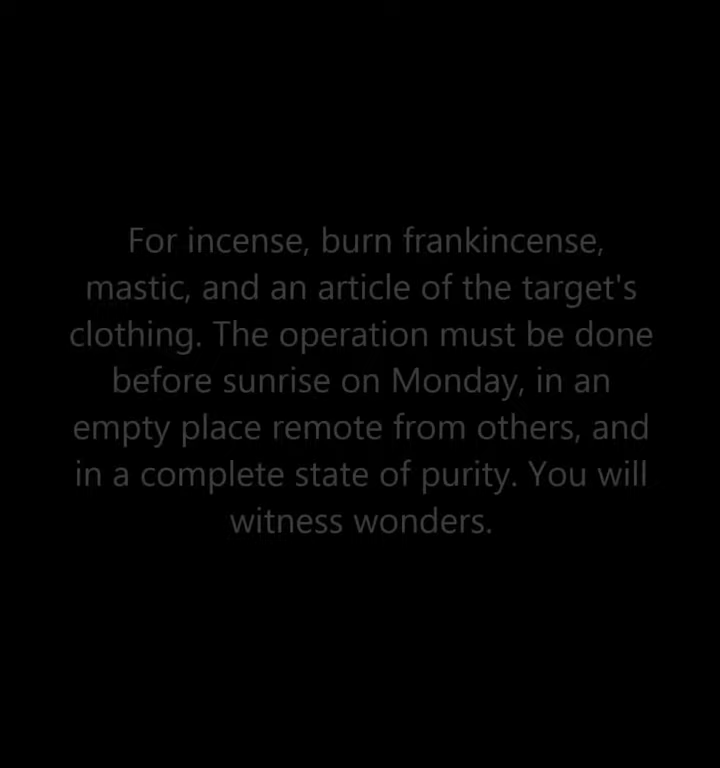 For incense, burn frankincense,
mastic, and an article of the target's
clothing. The operation must be done
before sunrise on Monday, in an
empty place remote from others, and
in a complete state of purity. You will
witness wonders.